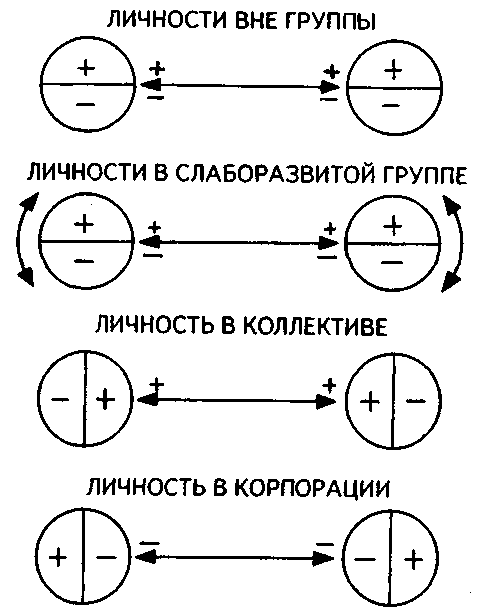 ЛИЧНОСТИ ВНЕ ГРУППЫ
+ + + +
− − − −
ЛИЧНОСТИ В СЛАБОРАЗВИТОЙ ГРУППЕ
+ + + +
− − − −
ЛИЧНОСТЬ В КОЛЛЕКТИВЕ
− + + + + −
ЛИЧНОСТЬ В КОРПОРАЦИИ
+ − − − − +